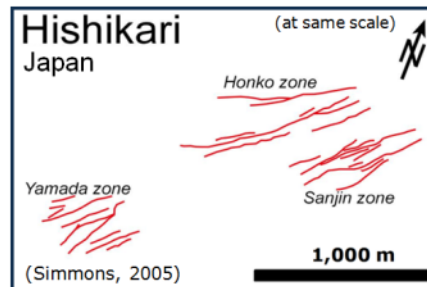 Hishikari
(at same scale)
Japan
N
Honko zone
Yamada zone
Sanjin zone
1,000 m
(Simmons, 2005)